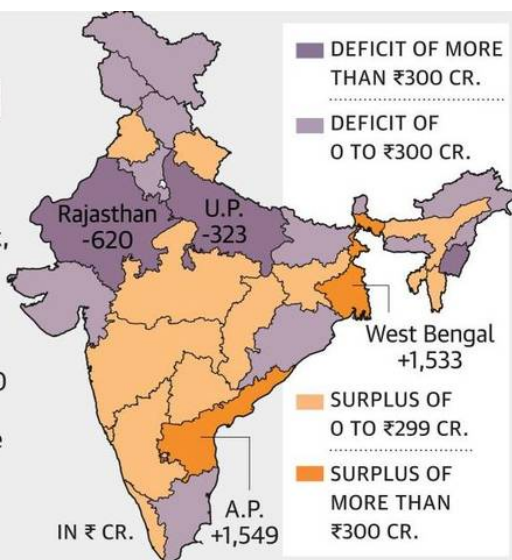 DEFICIT OF MORE
THAN ₹300 CR.
DEFICIT OF
0 TO ₹300 CR.
Rajasthan
-620
U.P.
-323
West Bengal
+1,533
SURPLUS OF
0 TO ₹299 CR.
SURPLUS OF
MORE THAN
₹300 CR.
A.P.
+1,549
IN ₹ CR.